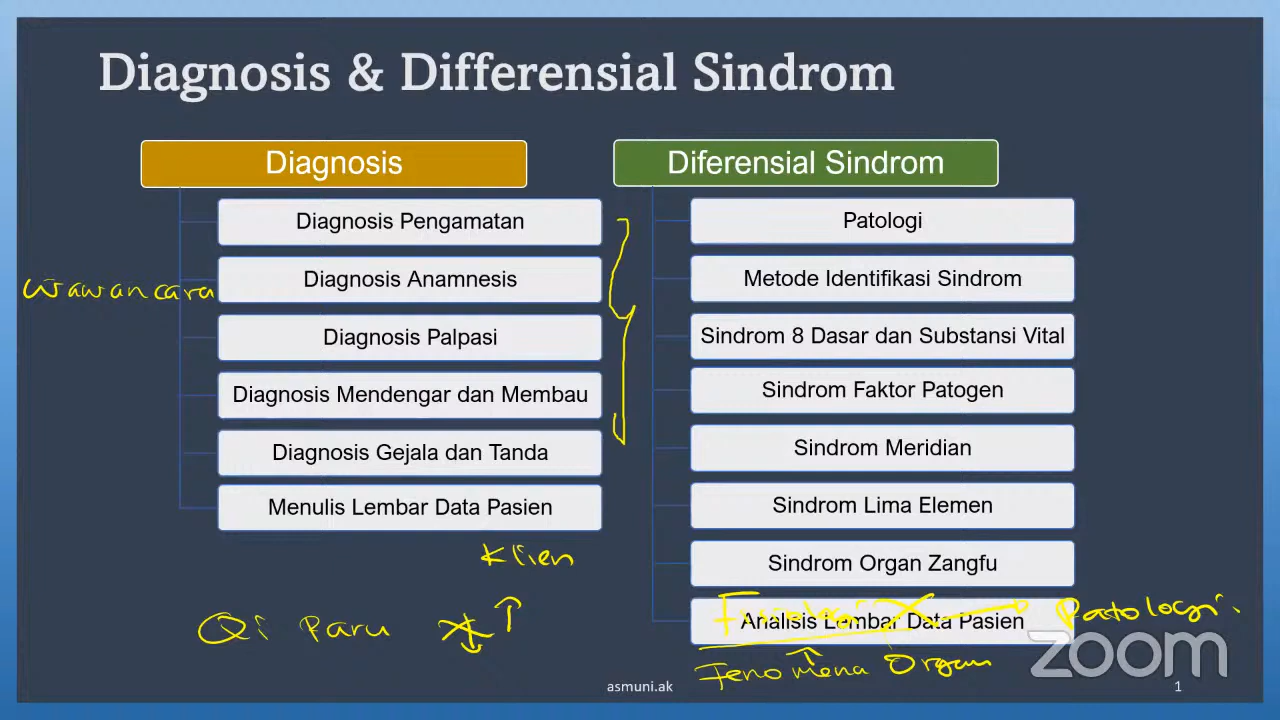 Diagnosis & Differensial Sindrom
Diagnosis
Diagnosis Pengamatan
Wawancara
Diagnosis Anamnesis
Diagnosis Palpasi
Diagnosis Mendengar dan Membau
Diagnosis Gejala dan Tanda
Menulis Lembar Data Pasien
Klien
Qi Paru
Diferensial Sindrom
Patologi
Metode Identifikasi Sindrom
Sindrom 8 Dasar dan Substansi Vital
Sindrom Faktor Patogen
Sindrom Meridian
Sindrom Lima Elemen
Sindrom Organ Zangfu
Fisiologi Patologi.
Analisis Lembar Data Pasien
Fenomena Organ
zoom
asmuni.ak
1